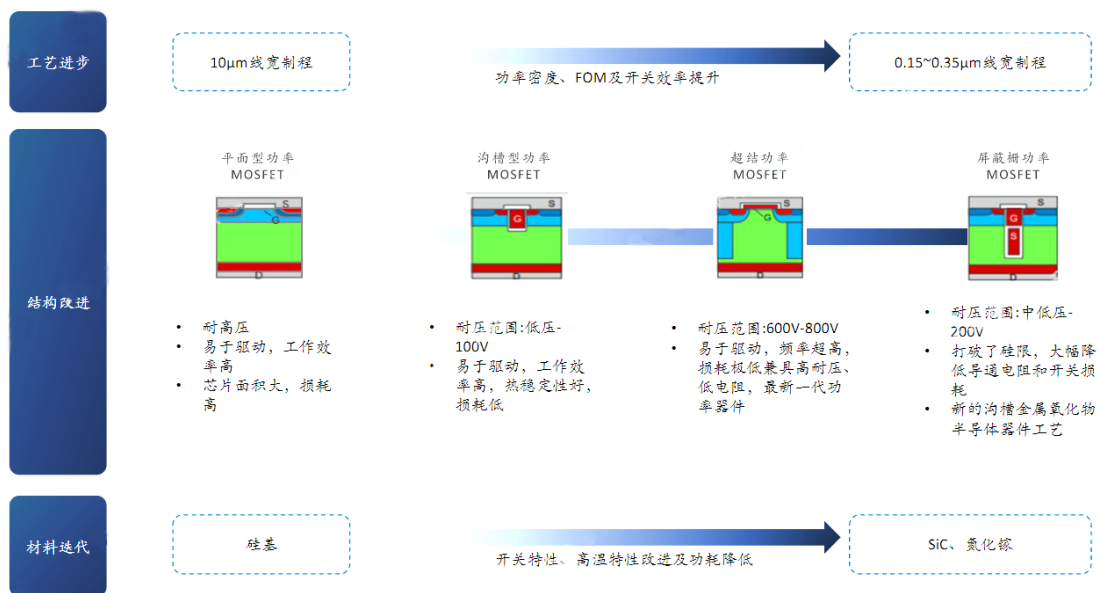 工艺进步
10μm线宽制程
功率密度、FOM及开关效率提升
0.15~0.35μm线宽制程
结构改进
平面型功率
MOSFET
S
G
D
• 耐高压
• 易于驱动，工作效
率高
• 芯片面积大，损耗
高
沟槽型功率
MOSFET
S
G
D
• 耐压范围:低压-
100V
• 易于驱动，工作效
率高，热稳定性好，
损耗低
超结功率
MOSFET
S
G
D
• 耐压范围:600V-800V
• 易于驱动，频率超高，
损耗极低兼具高耐压、
低电阻，最新一代功
率器件
屏蔽栅功率
MOSFET
S
G
S
D
• 耐压范围:中低压-
200V
• 打破了硅限，大幅降
低导通电阻和开关损
耗
• 新的沟槽金属氧化物
半导体器件工艺
材料迭代
硅基
开关特性、高温特性改进及功耗降低
SiC、氮化镓